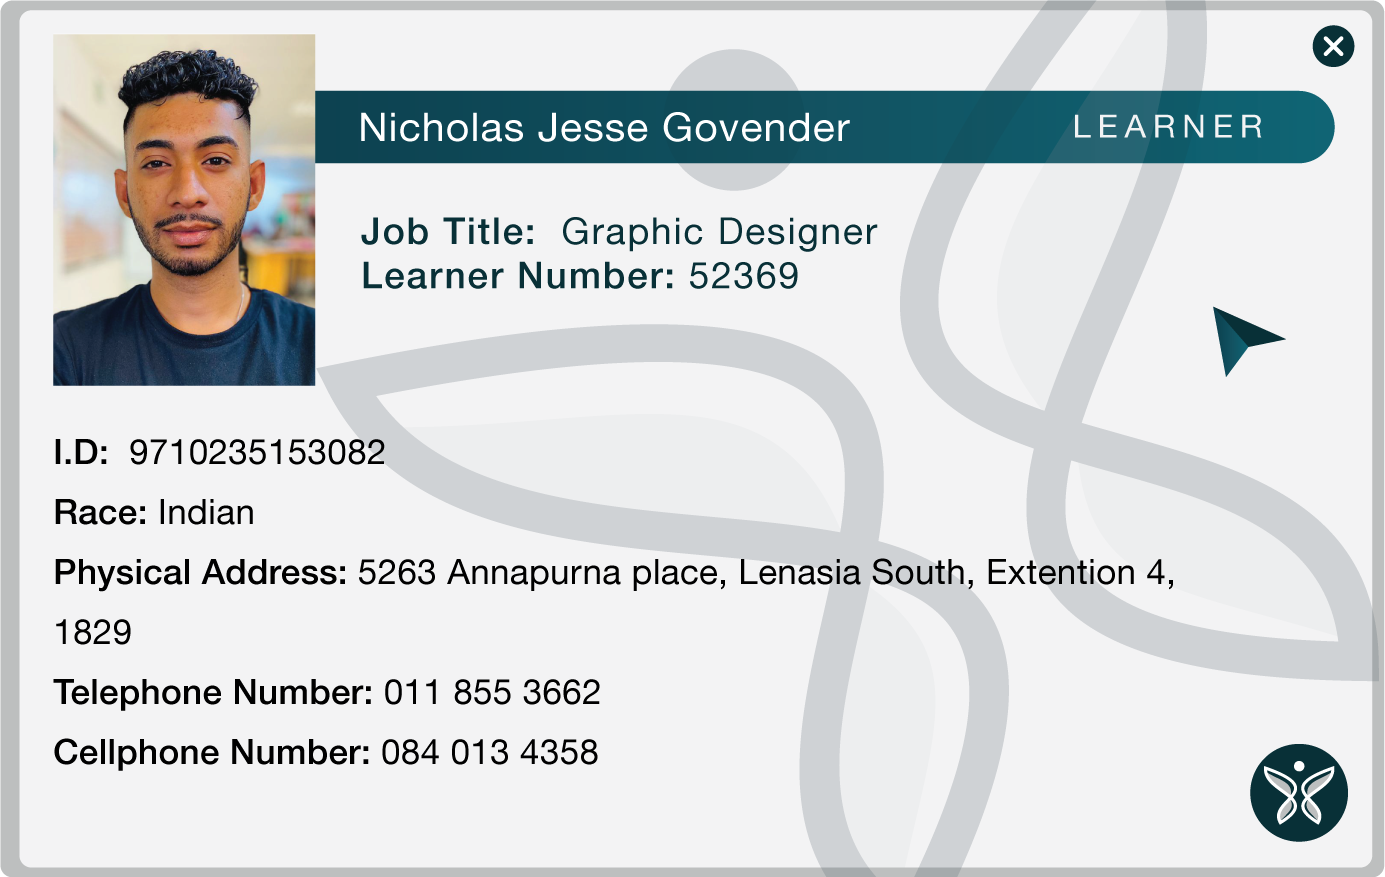 Nicholas Jesse Govender LEARNER
Job Title: Graphic Designer
Learner Number: 52369
I.D: 9710235153082
Race: Indian
Physical Address: 5263 Annapurna place, Lenasia South, Extention 4,
1829
Telephone Number: 011 855 3662
Cellphone Number: 084 013 4358